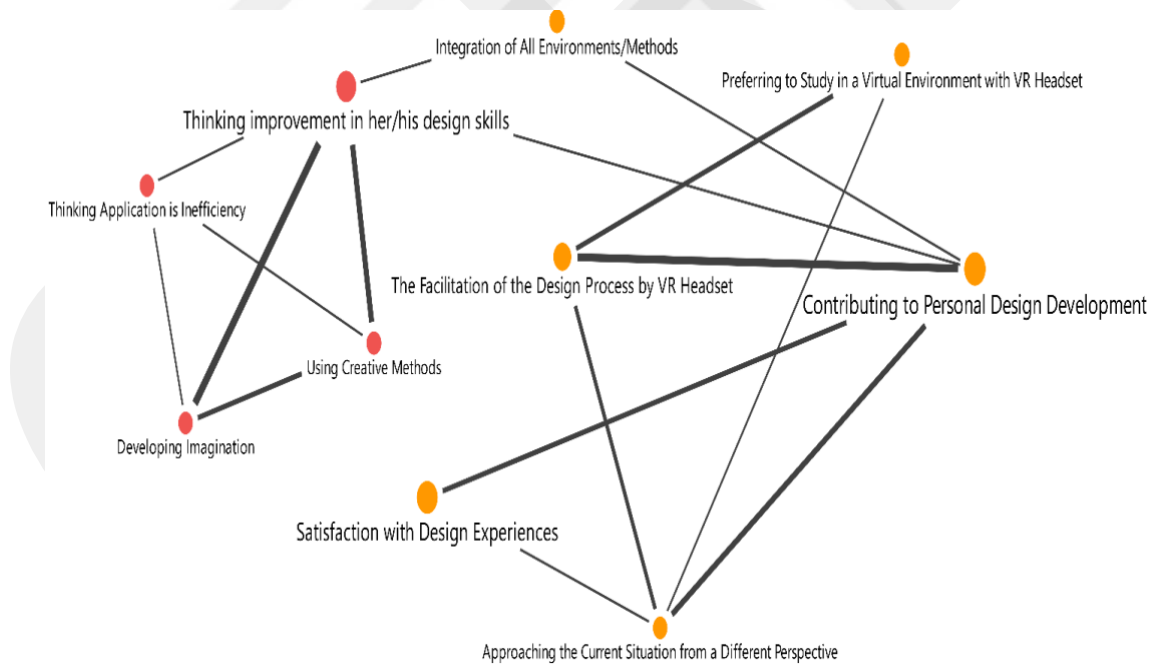 Integration of All Environments/Methods
Preferring to Study in a Virtual Environment with VR Headset
Thinking improvement in her/his design skills
Thinking Application is Inefficiency
The Facilitation of the Design Process by VR Headset
Contributing to Personal Design Development
Using Creative Methods
Developing Imagination
Satisfaction with Design Experiences
Approaching the Current Situation from a Different Perspective